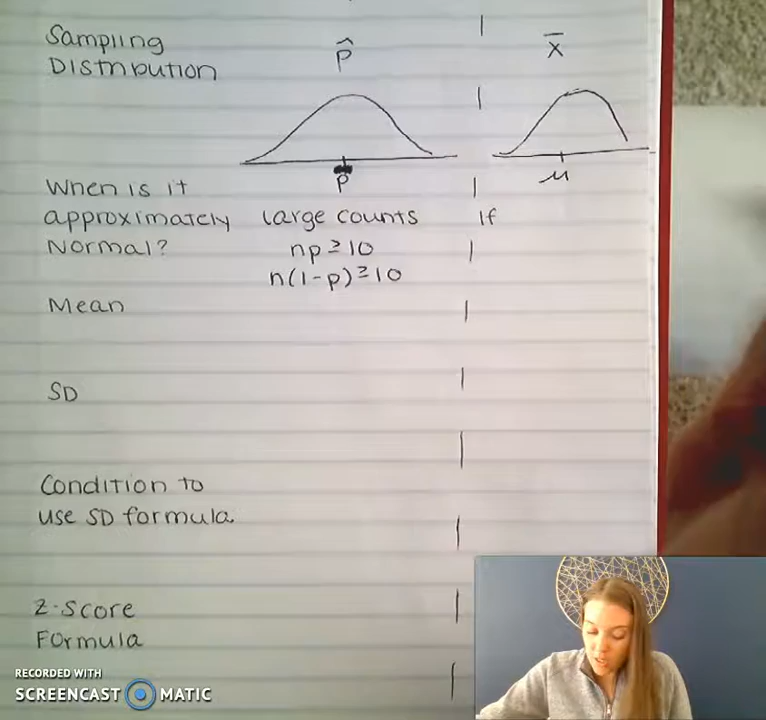 Sampling
Distribution
p̂
x̄
p
μ
When is it
approximately
Normal?
Large counts
np ≥ 10
n(1-p) ≥ 10
If
Mean
SD
Condition to
use SD formula.
Z-Score
Formula
RECORDED WITH
SCREENCAST MATIC